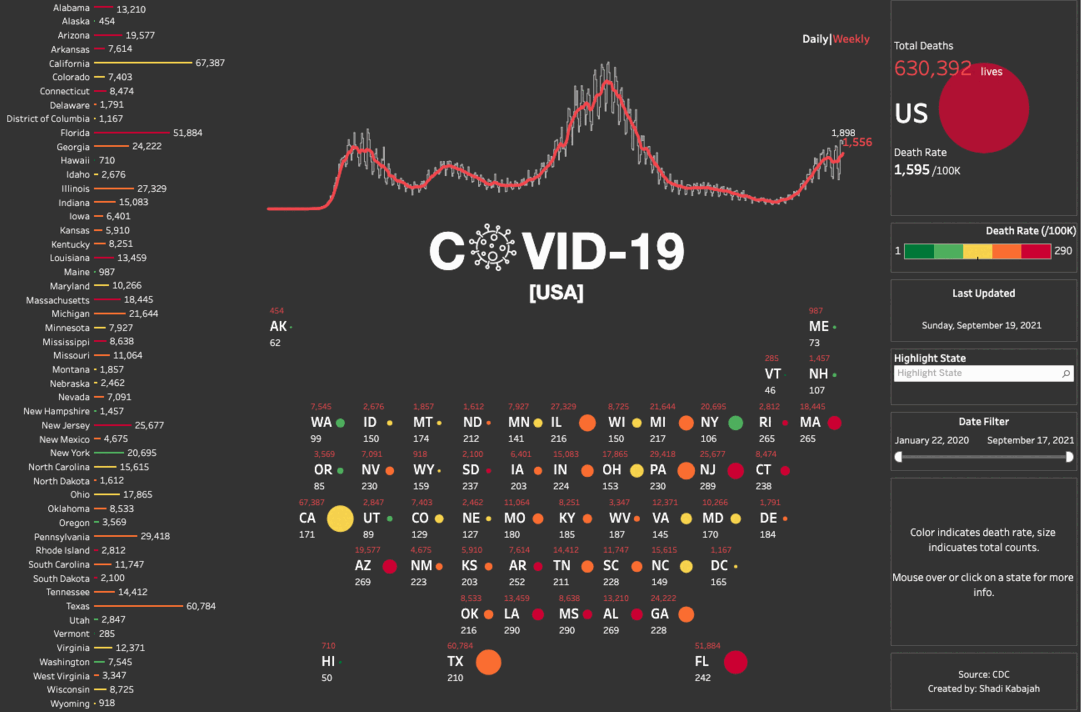 Alabama 13,210
Alaska 454
Arizona 19,577
Arkansas 7,614
California 67,387
Colorado 7,403
Connecticut 8,474
Delaware 1,791
District of Columbia 1,167
Florida 51,884
Georgia 24,222
Hawaii 710
Idaho 2,676
Illinois 27,329
Indiana 15,083
Iowa 6,401
Kansas 5,910
Kentucky 8,251
Louisiana 13,459
Maine 987
Maryland 10,266
Massachusetts 18,445
Michigan 21,644
Minnesota 7,927
Mississippi 8,638
Missouri 11,064
Montana 1,857
Nebraska 2,462
Nevada 7,091
New Hampshire 1,457
New Jersey 25,677
New Mexico 4,675
New York 20,695
North Carolina 15,615
North Dakota 1,612
Ohio 17,865
Oklahoma 8,533
Oregon 3,569
Pennsylvania 29,418
Rhode Island 2,812
South Carolina 11,747
South Dakota 2,100
Tennessee 14,412
Texas 60,784
Utah 2,847
Vermont 285
Virginia 12,371
Washington 7,545
West Virginia 3,347
Wisconsin 8,725
Wyoming 918
Daily|Weekly
1,898
1,556
COVID-19
[USA]
454 987
AK ME
62 73
285 1,457
VT NH
46 107
7,545 2,676 1,857 1,612 7,927 27,329 8,725 21,644 20,695 2,812 18,445
WA ID MT ND MN IL WI MI NY RI MA
99 150 174 212 141 216 150 217 106 265 265
3,569 7,091 918 2,100 6,401 15,083 17,865 29,418 25,677 8,474
OR NV WY SD IA IN OH PA NJ CT
85 230 159 237 203 224 153 230 289 238
67,387 2,847 7,403 2,462 11,064 8,251 3,347 12,371 10,266 1,791
CA UT CO NE MO KY WV VA MD DE
171 89 129 127 180 185 187 145 170 184
19,577 4,675 5,910 7,614 14,412 11,747 15,615 1,167
AZ NM KS AR TN SC NC DC
269 223 203 252 211 228 149 165
8,533 13,459 8,638 13,210 24,222
OK LA MS AL GA
216 290 290 269 228
710 60,784 51,884
HI TX FL
50 210 242
Total Deaths
630,392 lives
US
Death Rate
1,595 /100K
Death Rate (/100K)
1 290
Last Updated
Sunday, September 19, 2021
Highlight State
Highlight State
Date Filter
January 22, 2020 September 17, 2021
Color indicates death rate, size
indicuates total counts.
Mouse over or click on a state for more
info.
Source: CDC
Created by: Shadi Kabajah